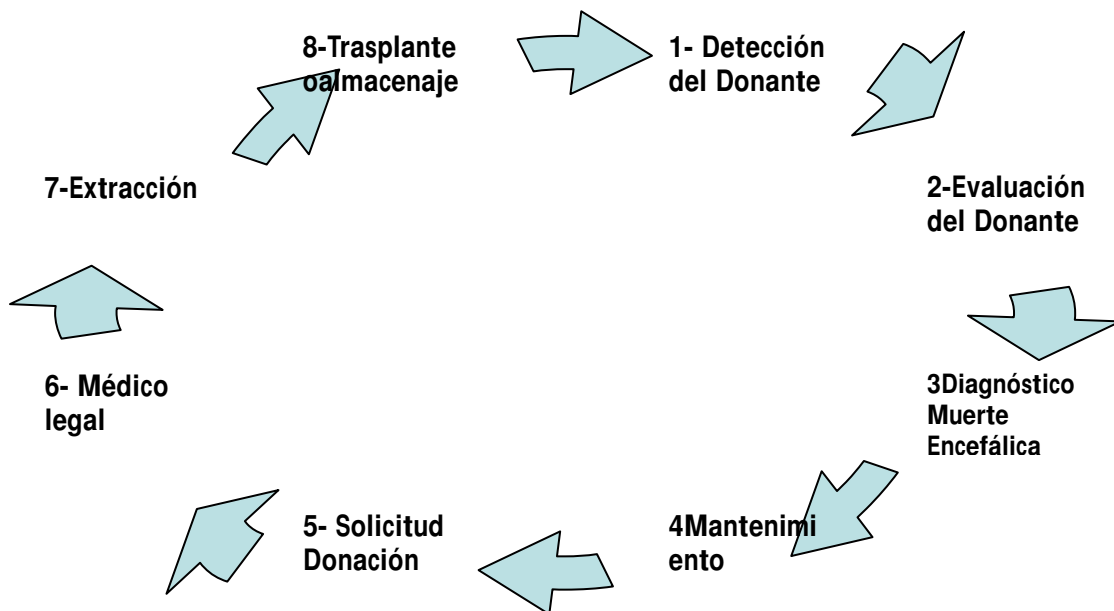 8-Trasplante
oalmacenaje
1- Detección
del Donante
2-Evaluación
del Donante
3Diagnóstico
Muerte
Encefálica
4Mantenimi
ento
5- Solicitud
Donación
6- Médico
legal
7-Extracción